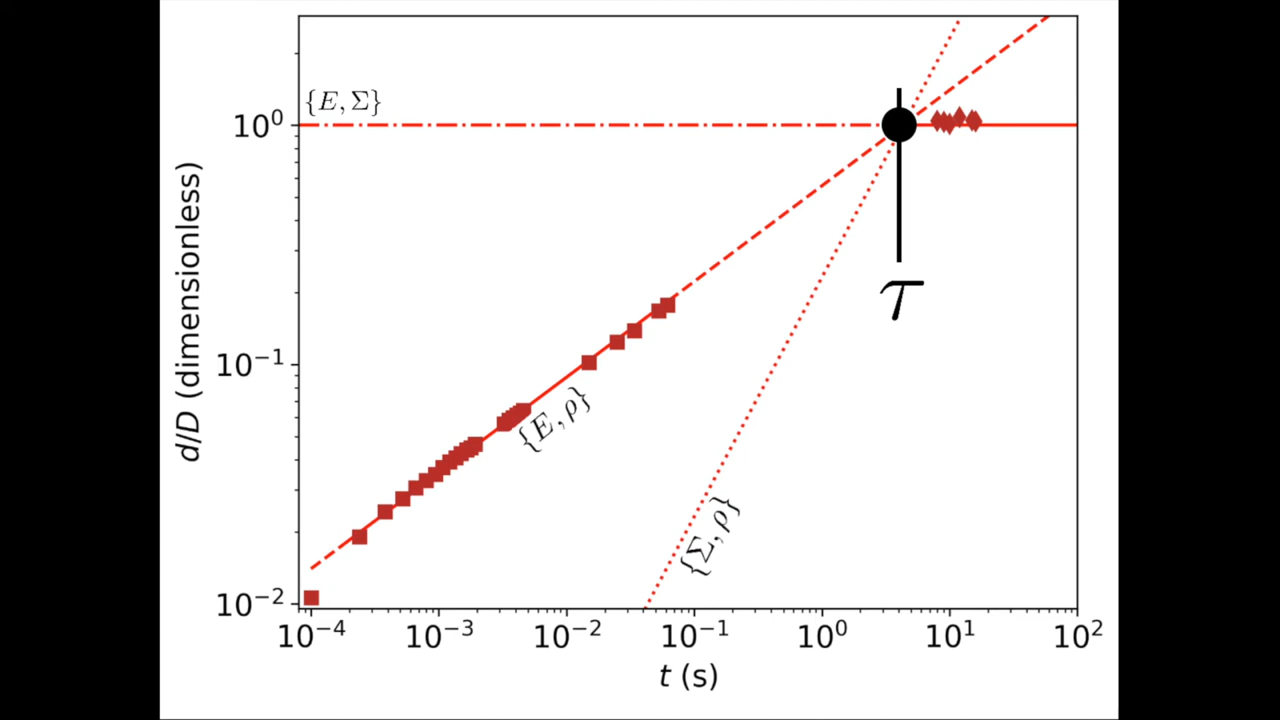 {E, Σ}
10⁰
τ
10⁻¹
{E, ρ}
{Σ, ρ}
10⁻²
d/D (dimensionless)
10⁻⁴ 10⁻³ 10⁻² 10⁻¹ 10⁰ 10¹ 10²
t (s)